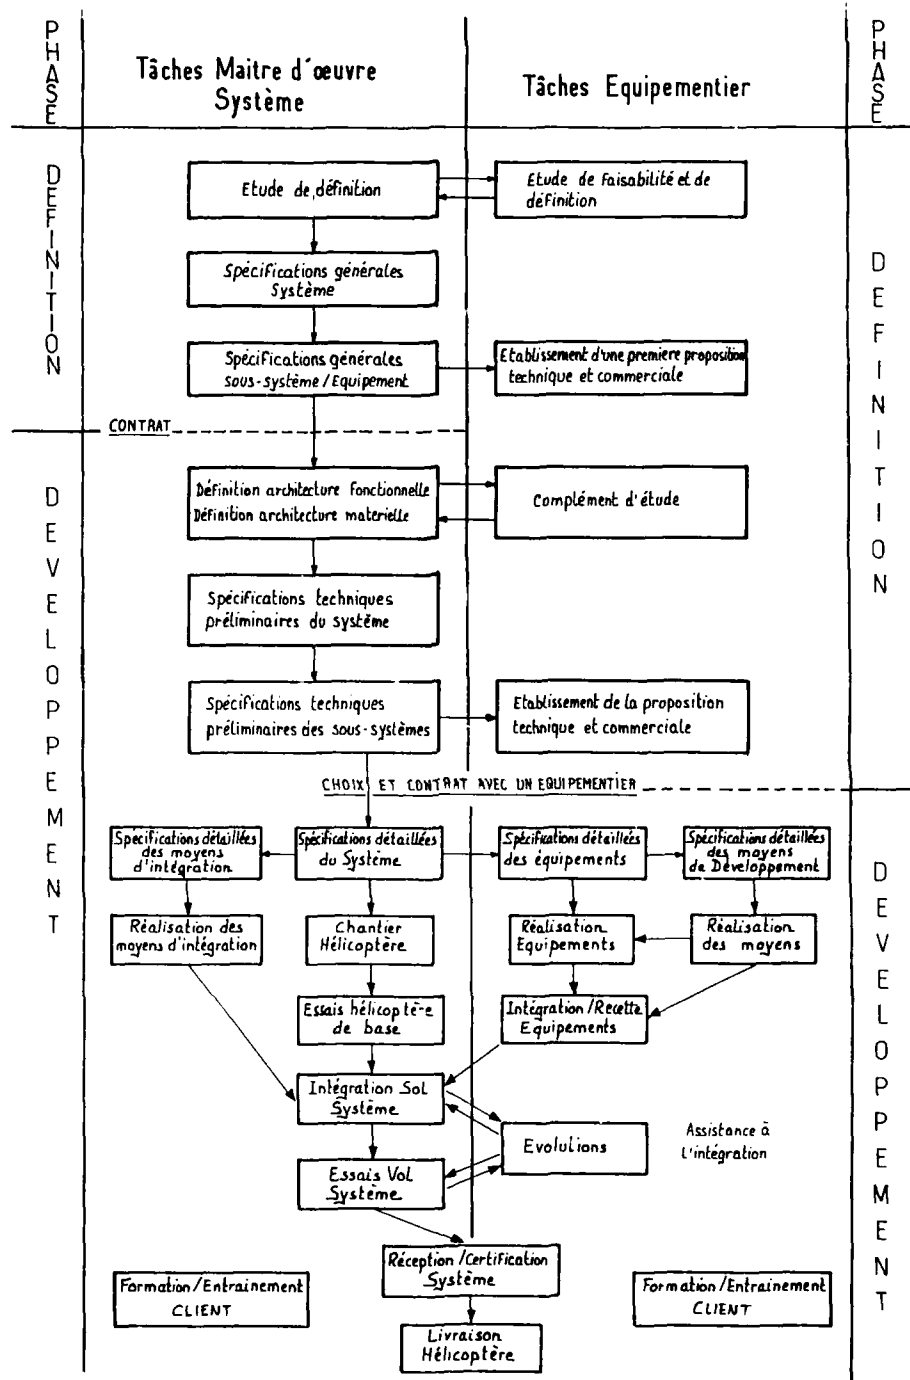 PHASE
Tâches Maitre d'œuvre
Système
Tâches Equipementier
PHASE
DEFINITION
Etude de définition
Etude de Faisabilité et de
définition
Spécifications générales
Système
Spécifications générales
sous-système / Equipement
Etablissement d'une premiere proposition
technique et commerciale
DEFINITION
CONTRAT
DEVELOPPEMENT
Définition architecture fonctionnelle
Définition architecture materielle
Complément d'étude
Spécifications techniques
préliminaires du système
Spécifications techniques
préliminaires des sous-systèmes
Etablissement de la proposition
technique et commerciale
CHOIX ET CONTRAT AVEC UN EQUIPEMENTIER
Spécifications détaillées
des moyens
d'intégration
Spécifications détaillées
du Système
Spécifications détaillées
des équipements
Spécifications détaillées
des moyens
de Développement
DEVELOPPEMENT
Réalisation des
moyens d'intégration
Chantier
Hélicoptère
Réalisation
Equipements
Réalisation
des moyens
Essais hélicoptère
de base
Intégration / Recette
Equipements
Intégration Sol
Système
Evolutions
Assistance à
l'intégration
Essais Vol
Système
Réception / Certification
Système
Formation / Entrainement
CLIENT
Formation / Entrainement
CLIENT
Livraison
Hélicoptère